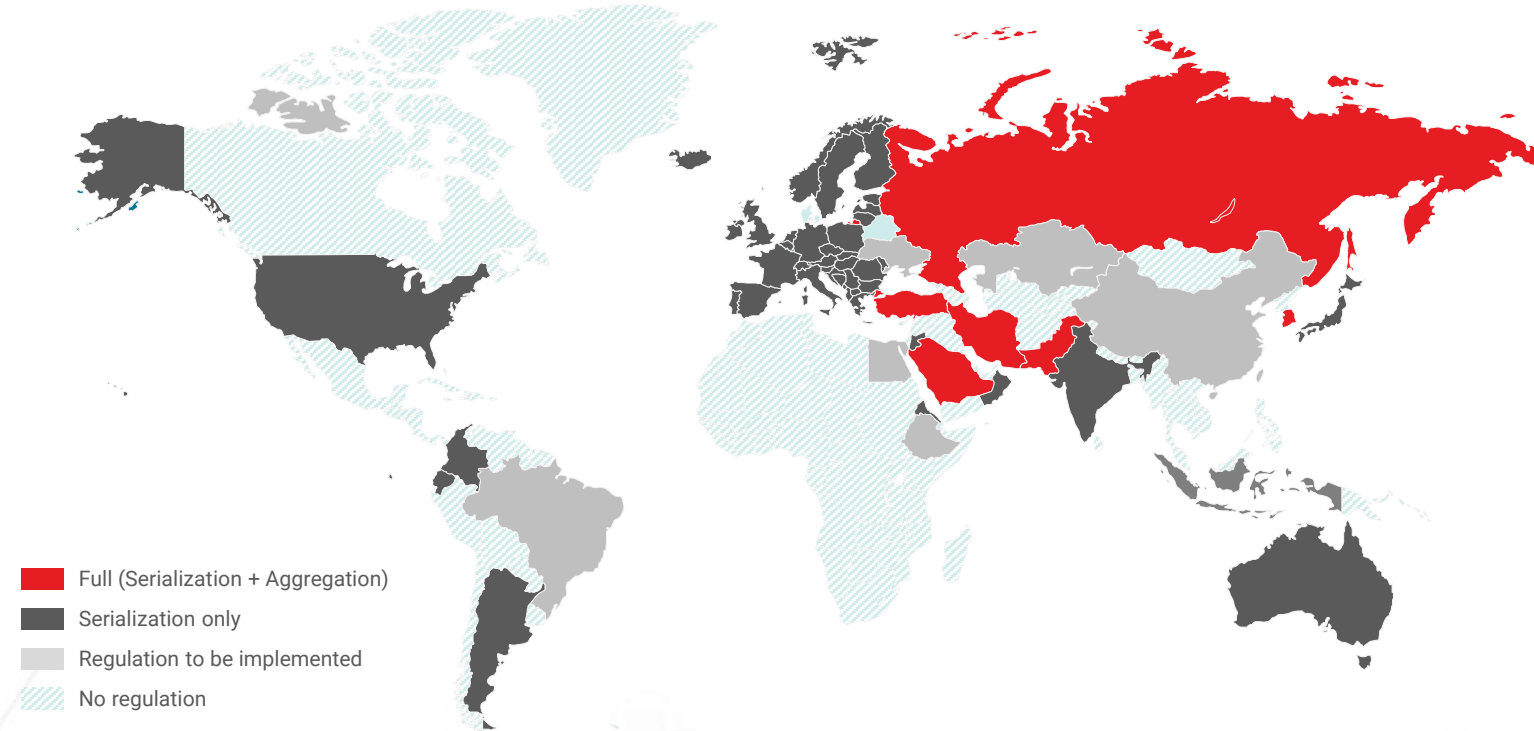 Full (Serialization + Aggregation)
Serialization only
Regulation to be implemented
No regulation